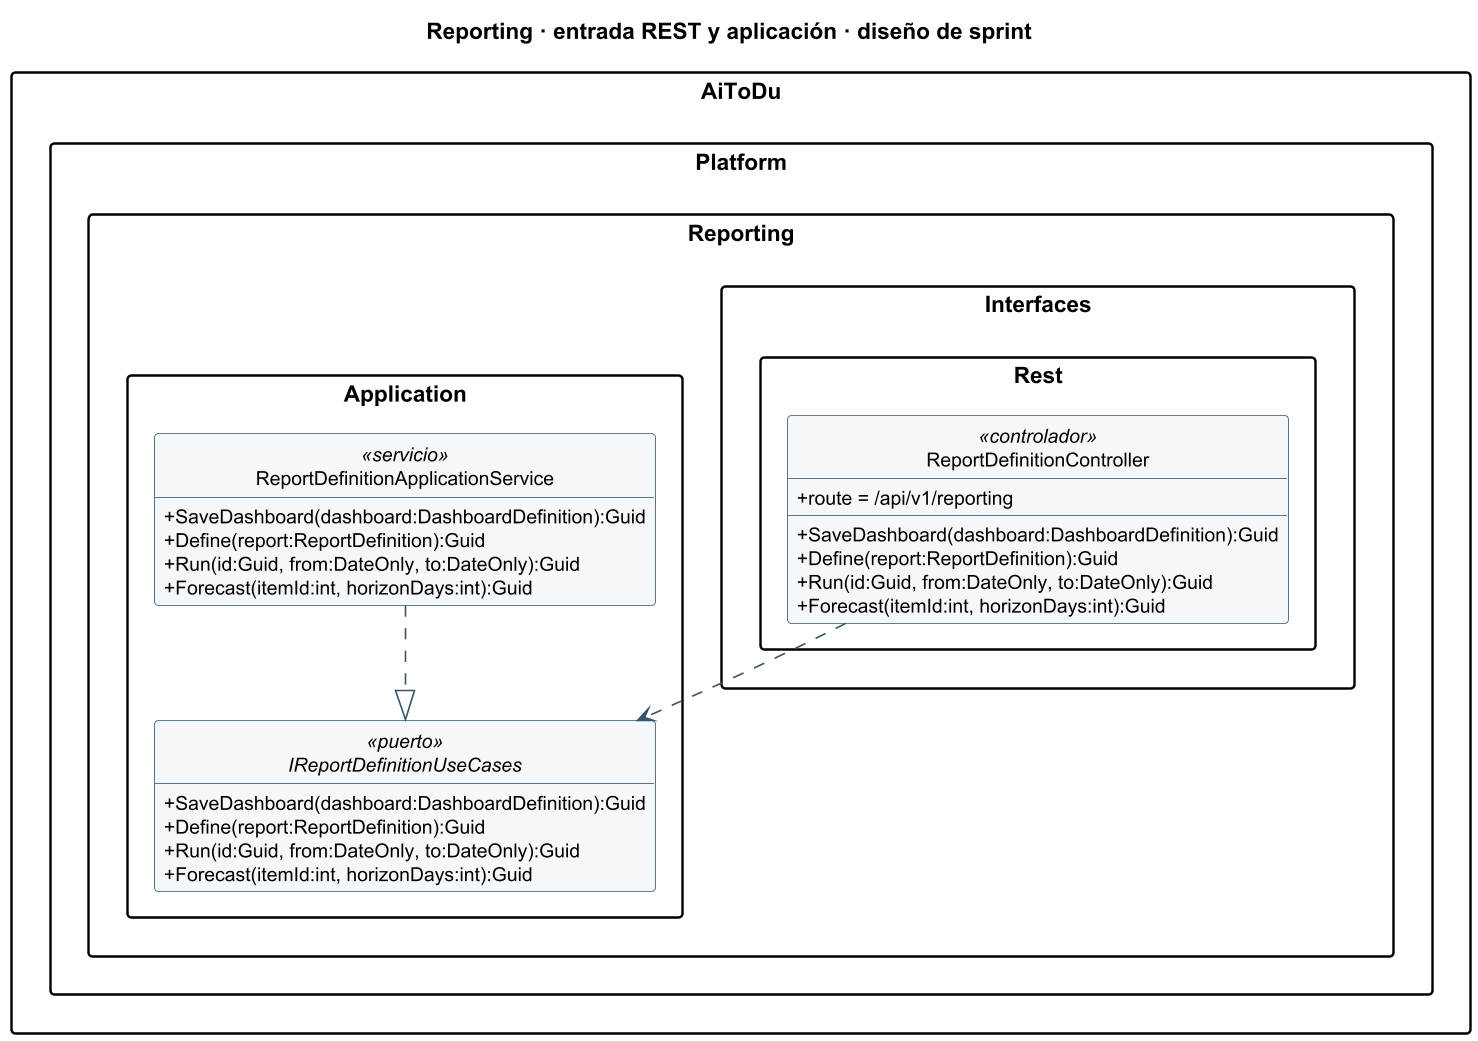 Reporting · entrada REST y aplicación · diseño de sprint
AiToDu
Platform
Reporting
Interfaces
Rest
«controlador»
ReportDefinitionController
+route = /api/v1/reporting
+SaveDashboard(dashboard:DashboardDefinition):Guid
+Define(report:ReportDefinition):Guid
+Run(id:Guid, from:DateOnly, to:DateOnly):Guid
+Forecast(itemId:int, horizonDays:int):Guid
Application
«servicio»
ReportDefinitionApplicationService
+SaveDashboard(dashboard:DashboardDefinition):Guid
+Define(report:ReportDefinition):Guid
+Run(id:Guid, from:DateOnly, to:DateOnly):Guid
+Forecast(itemId:int, horizonDays:int):Guid
«puerto»
IReportDefinitionUseCases
+SaveDashboard(dashboard:DashboardDefinition):Guid
+Define(report:ReportDefinition):Guid
+Run(id:Guid, from:DateOnly, to:DateOnly):Guid
+Forecast(itemId:int, horizonDays:int):Guid